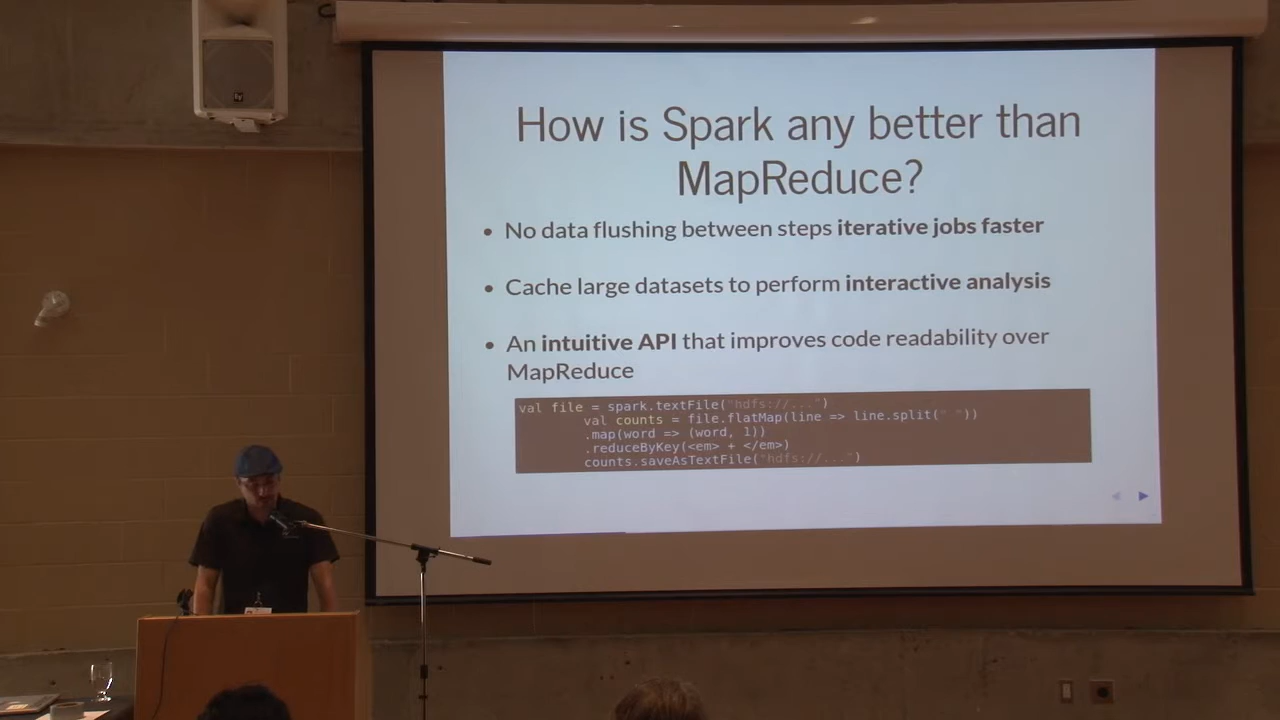 How is Spark any better than
MapReduce?
• No data flushing between steps iterative jobs faster
• Cache large datasets to perform interactive analysis
• An intuitive API that improves code readability over
MapReduce
val file = spark.textFile("hdfs://...")
val counts = file.flatMap(line => line.split(" "))
.map(word => (word, 1))
.reduceByKey(<em> + </em>)
counts.saveAsTextFile("hdfs://...")